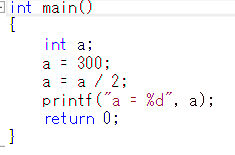 int main()
{
    int a;
    a = 300;
    a = a / 2;
    printf("a = %d", a);
    return 0;
}